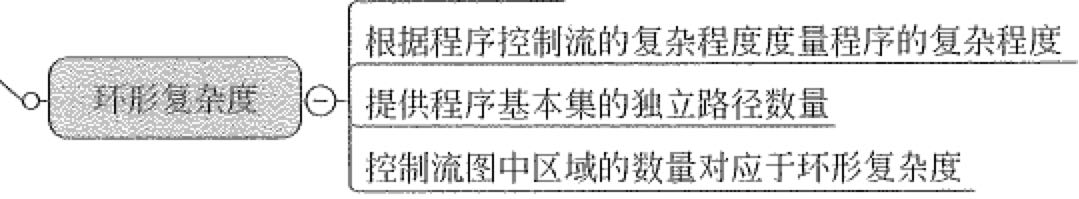 根据程序控制流的复杂程度度量程序的复杂程度
环形复杂度
提供程序基本集的独立路径数量
控制流图中区域的数量对应于环形复杂度